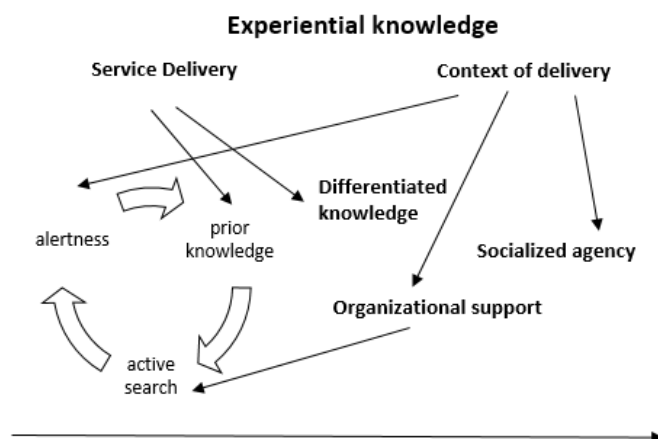 Experiential knowledge
Service Delivery
Context of delivery
Differentiated
knowledge
alertness
prior
knowledge
Socialized agency
Organizational support
active
search